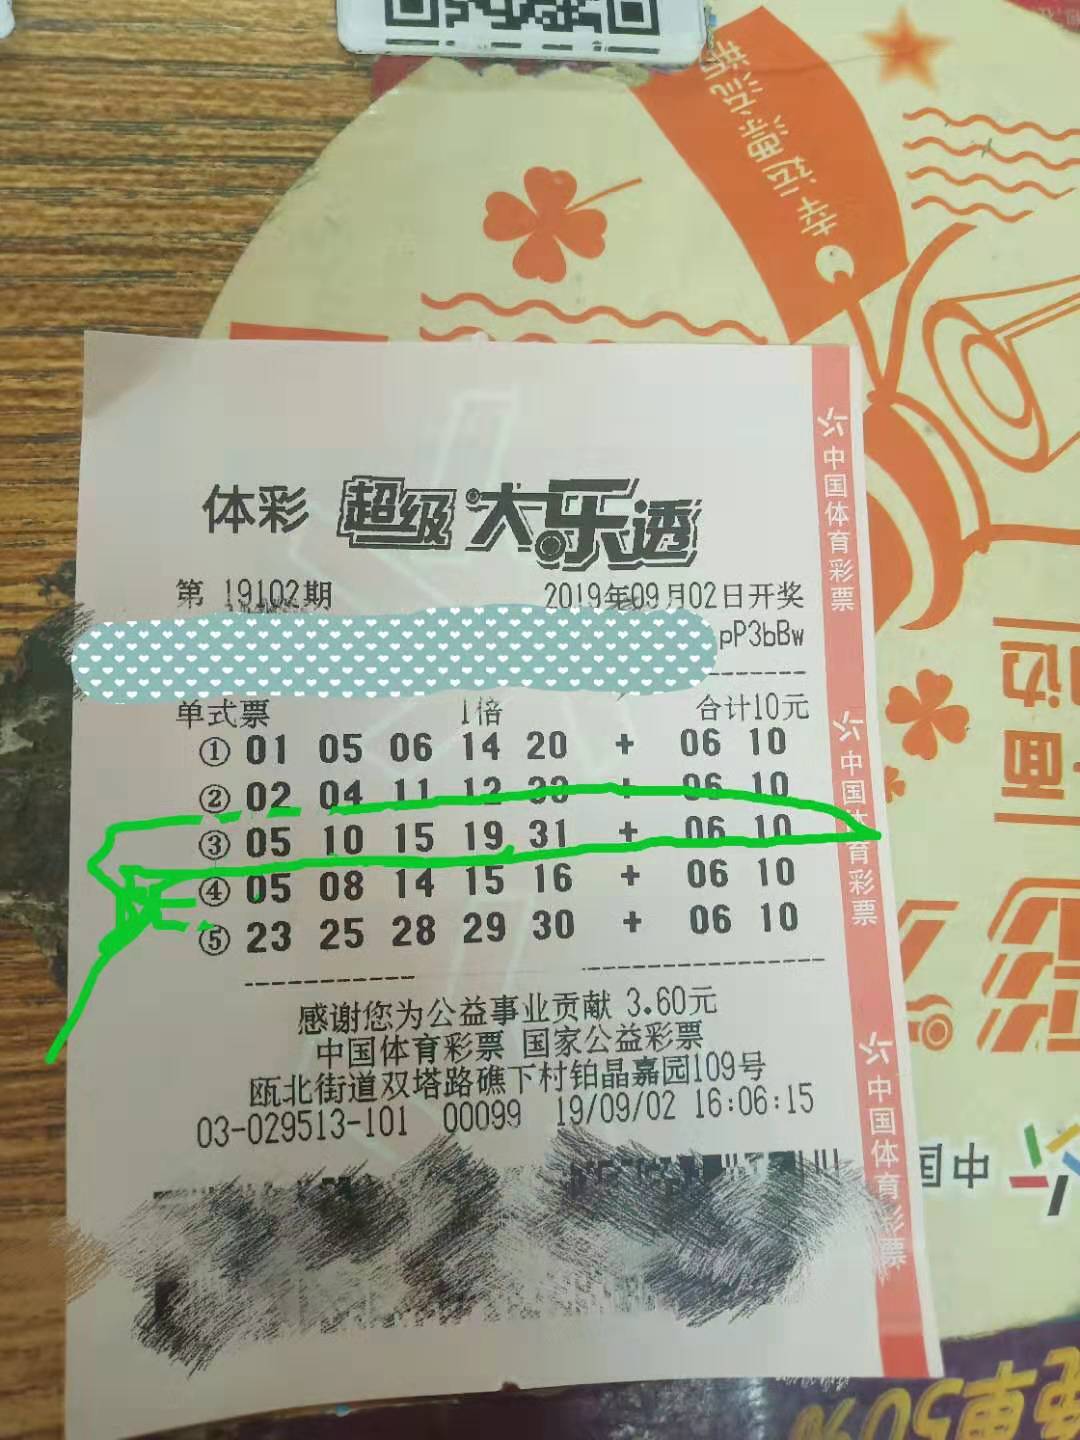 幸运漂流瓶
体彩 超级大乐透
第 19102期 2019年09月02日开奖
pP3bBw
单式票 1倍 合计10元
① 01 05 06 14 20 + 06 10
② 02 04 11 12 33 + 06 10
③ 05 10 15 19 31 + 06 10
④ 05 08 14 15 16 + 06 10
⑤ 23 25 28 29 30 + 06 10
感谢您为公益事业贡献 3.60元
中国体育彩票 国家公益彩票
瓯北街道双塔路礁下村铂晶嘉园109号
03-029513-101 00099 19/09/02 16:06:15
中国体育彩票
中国体育彩票
中国体育彩票
中国
50%